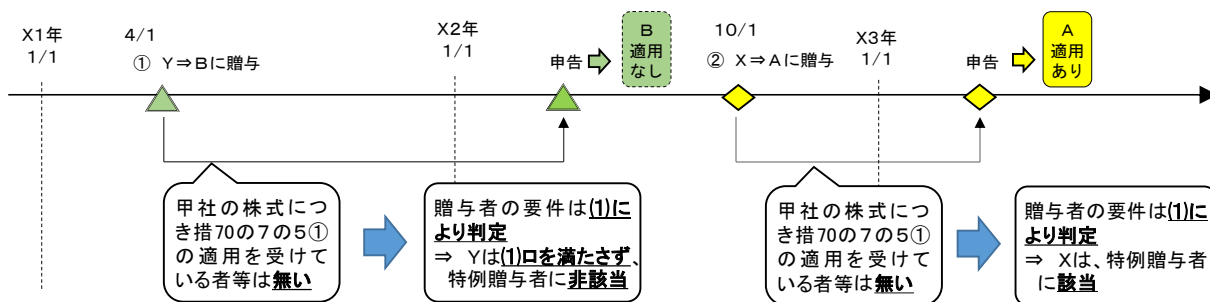 X1年
1/1
4/1
① Y⇒Bに贈与
X2年
1/1
申告
B
適用
なし
10/1
② X⇒Aに贈与
X3年
1/1
申告
A
適用
あり
甲社の株式につ
き措70の7の5①
の適用を受けて
いる者等は無い
贈与者の要件は(1)に
より判定
⇒ Yは(1)ロを満たさず、
特例贈与者に非該当
甲社の株式につ
き措70の7の5①
の適用を受けて
いる者等は無い
贈与者の要件は(1)に
より判定
⇒ Xは、特例贈与者
に該当